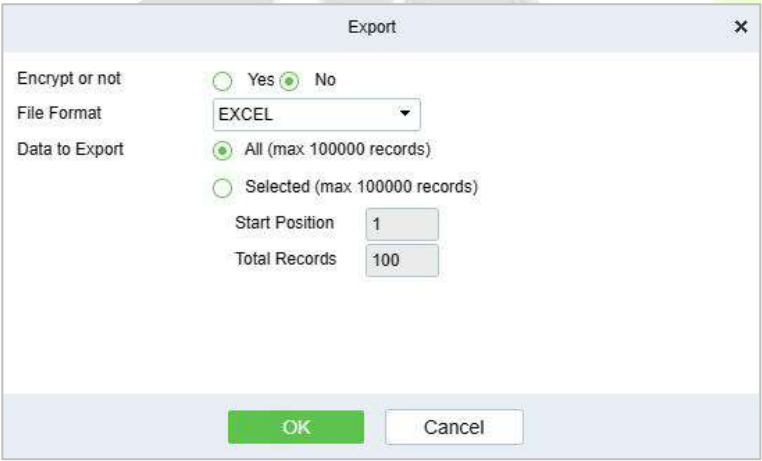 Export
Encrypt or not Yes No
File Format EXCEL
Data to Export All (max 100000 records)
Selected (max 100000 records)
Start Position 1
Total Records 100
OK Cancel